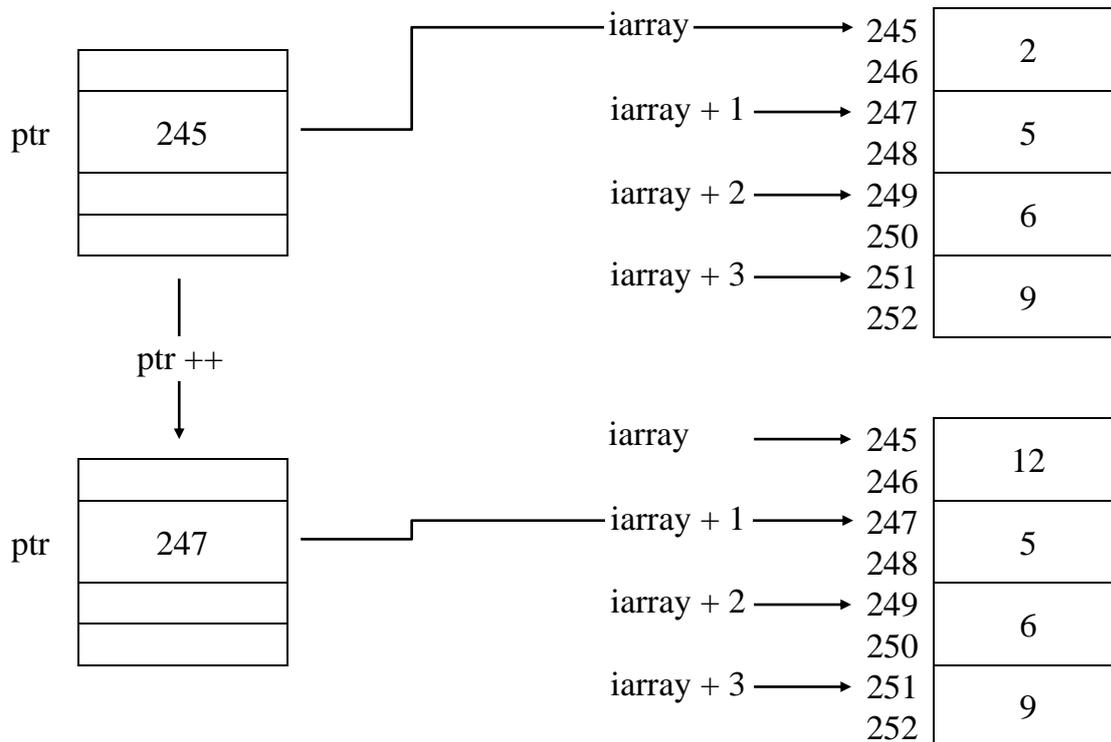 iarray 245
2
246
iarray + 1 247
ptr 245 5
248
iarray + 2 249
6
250
iarray + 3 251
9
252
ptr ++
iarray 245
12
246
iarray + 1 247
ptr 247 5
248
iarray + 2 249
6
250
iarray + 3 251
9
252